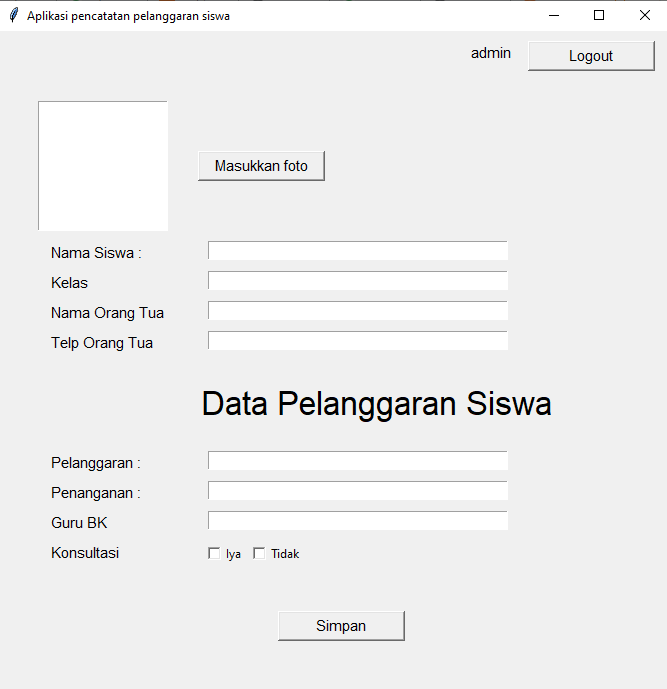 Aplikasi pencatatan pelanggaran siswa
admin Logout
Masukkan foto
Nama Siswa :
Kelas
Nama Orang Tua
Telp Orang Tua
Data Pelanggaran Siswa
Pelanggaran :
Penanganan :
Guru BK
Konsultasi Iya Tidak
Simpan